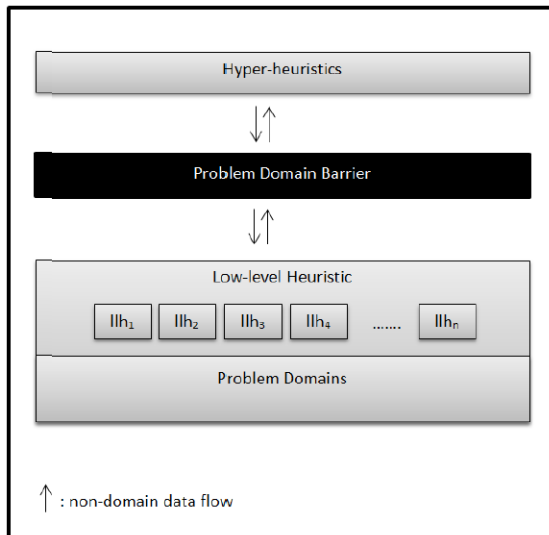 Hyper-heuristics
Problem Domain Barrier
Low-level Heuristic
llh₁ llh₂ llh₃ llh₄ ....... llhₙ
Problem Domains
↑ : non-domain data flow